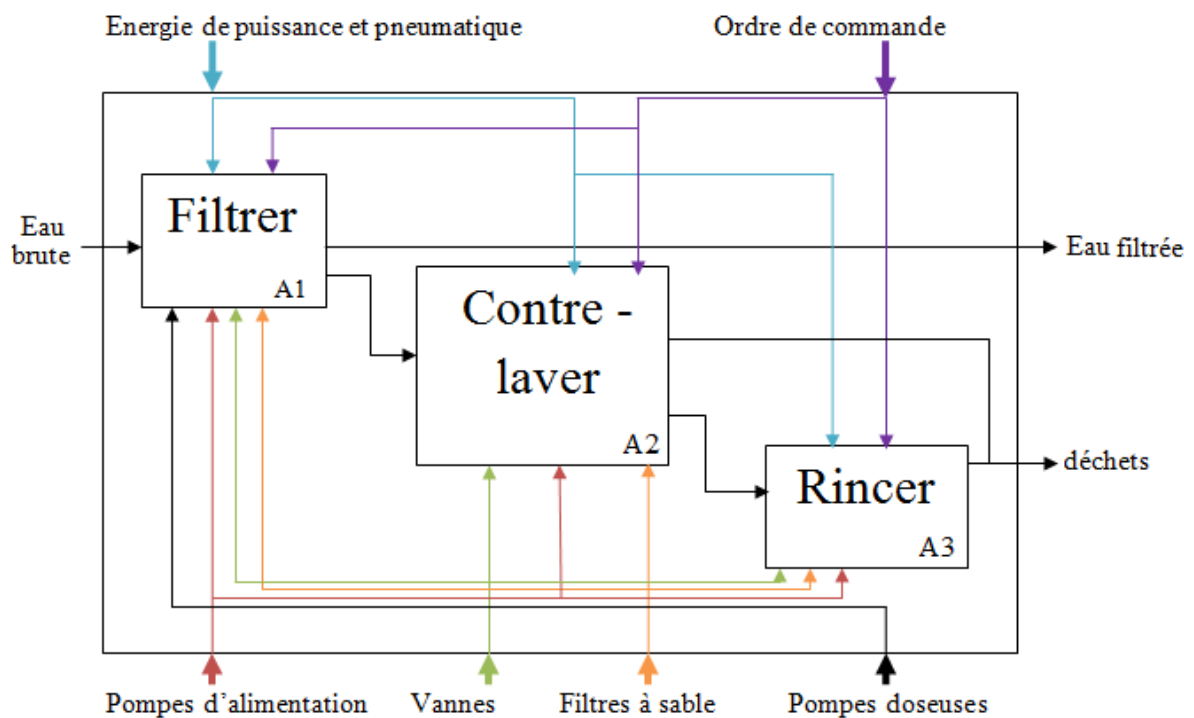 Energie de puissance et pneumatique
Ordre de commande
Filtrer
A1
Eau
brute
Eau filtrée
Contre -
laver
A2
Rincer
A3
déchets
Pompes d'alimentation
Vannes
Filtres à sable
Pompes doseuses